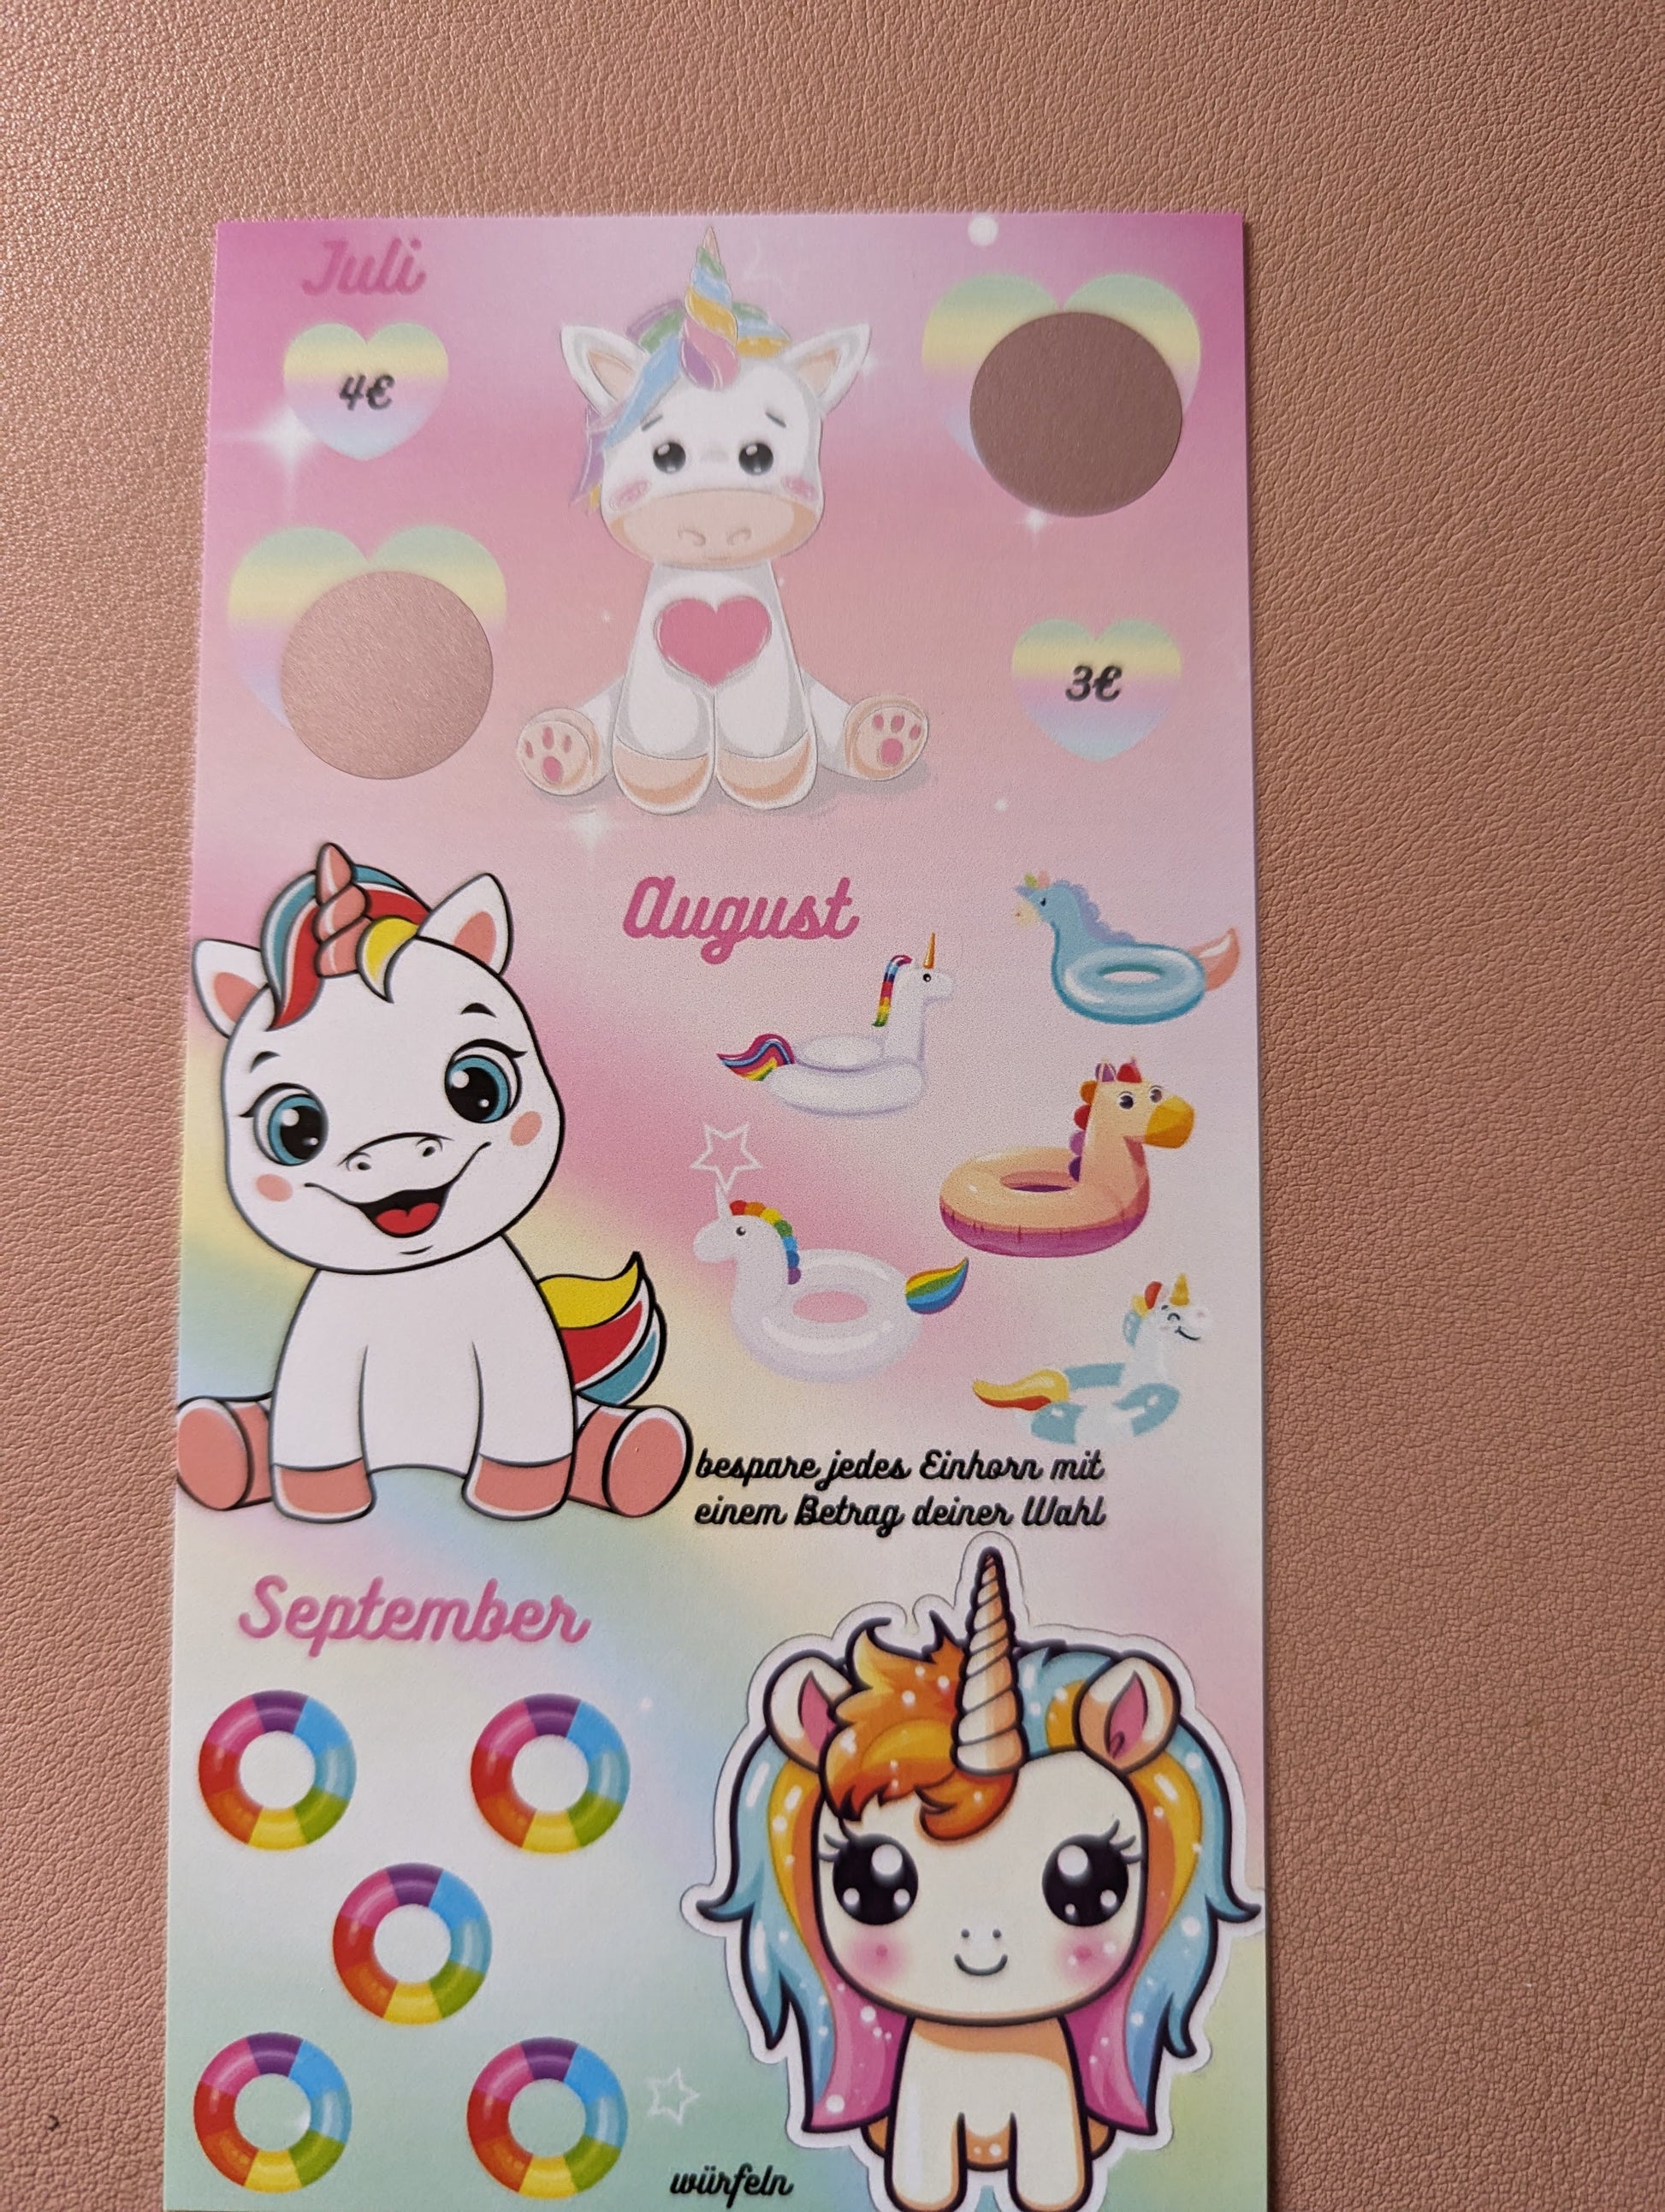 Juli
4€
3€
August
bespare jedes Einhorn mit
einem Betrag deiner Wahl
September
würfeln